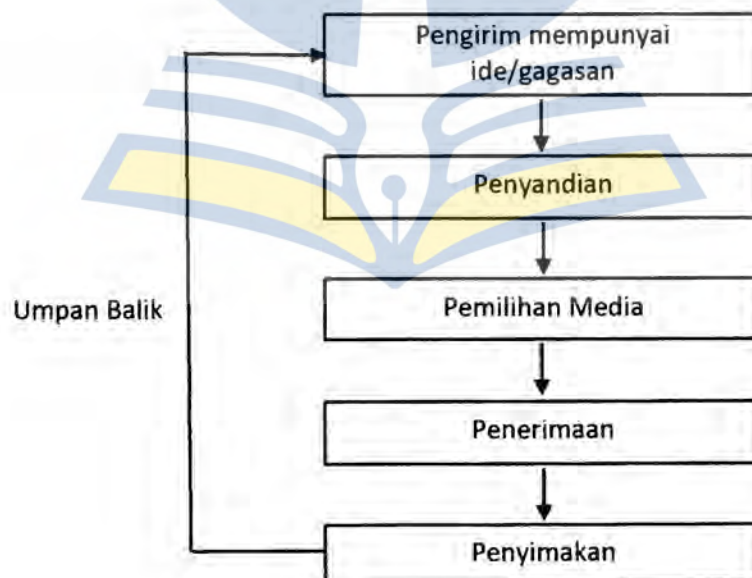 Pengirim mempunyai
ide/gagasan
Penyandian
Pemilihan Media
Umpan Balik
Penerimaan
Penyimakan